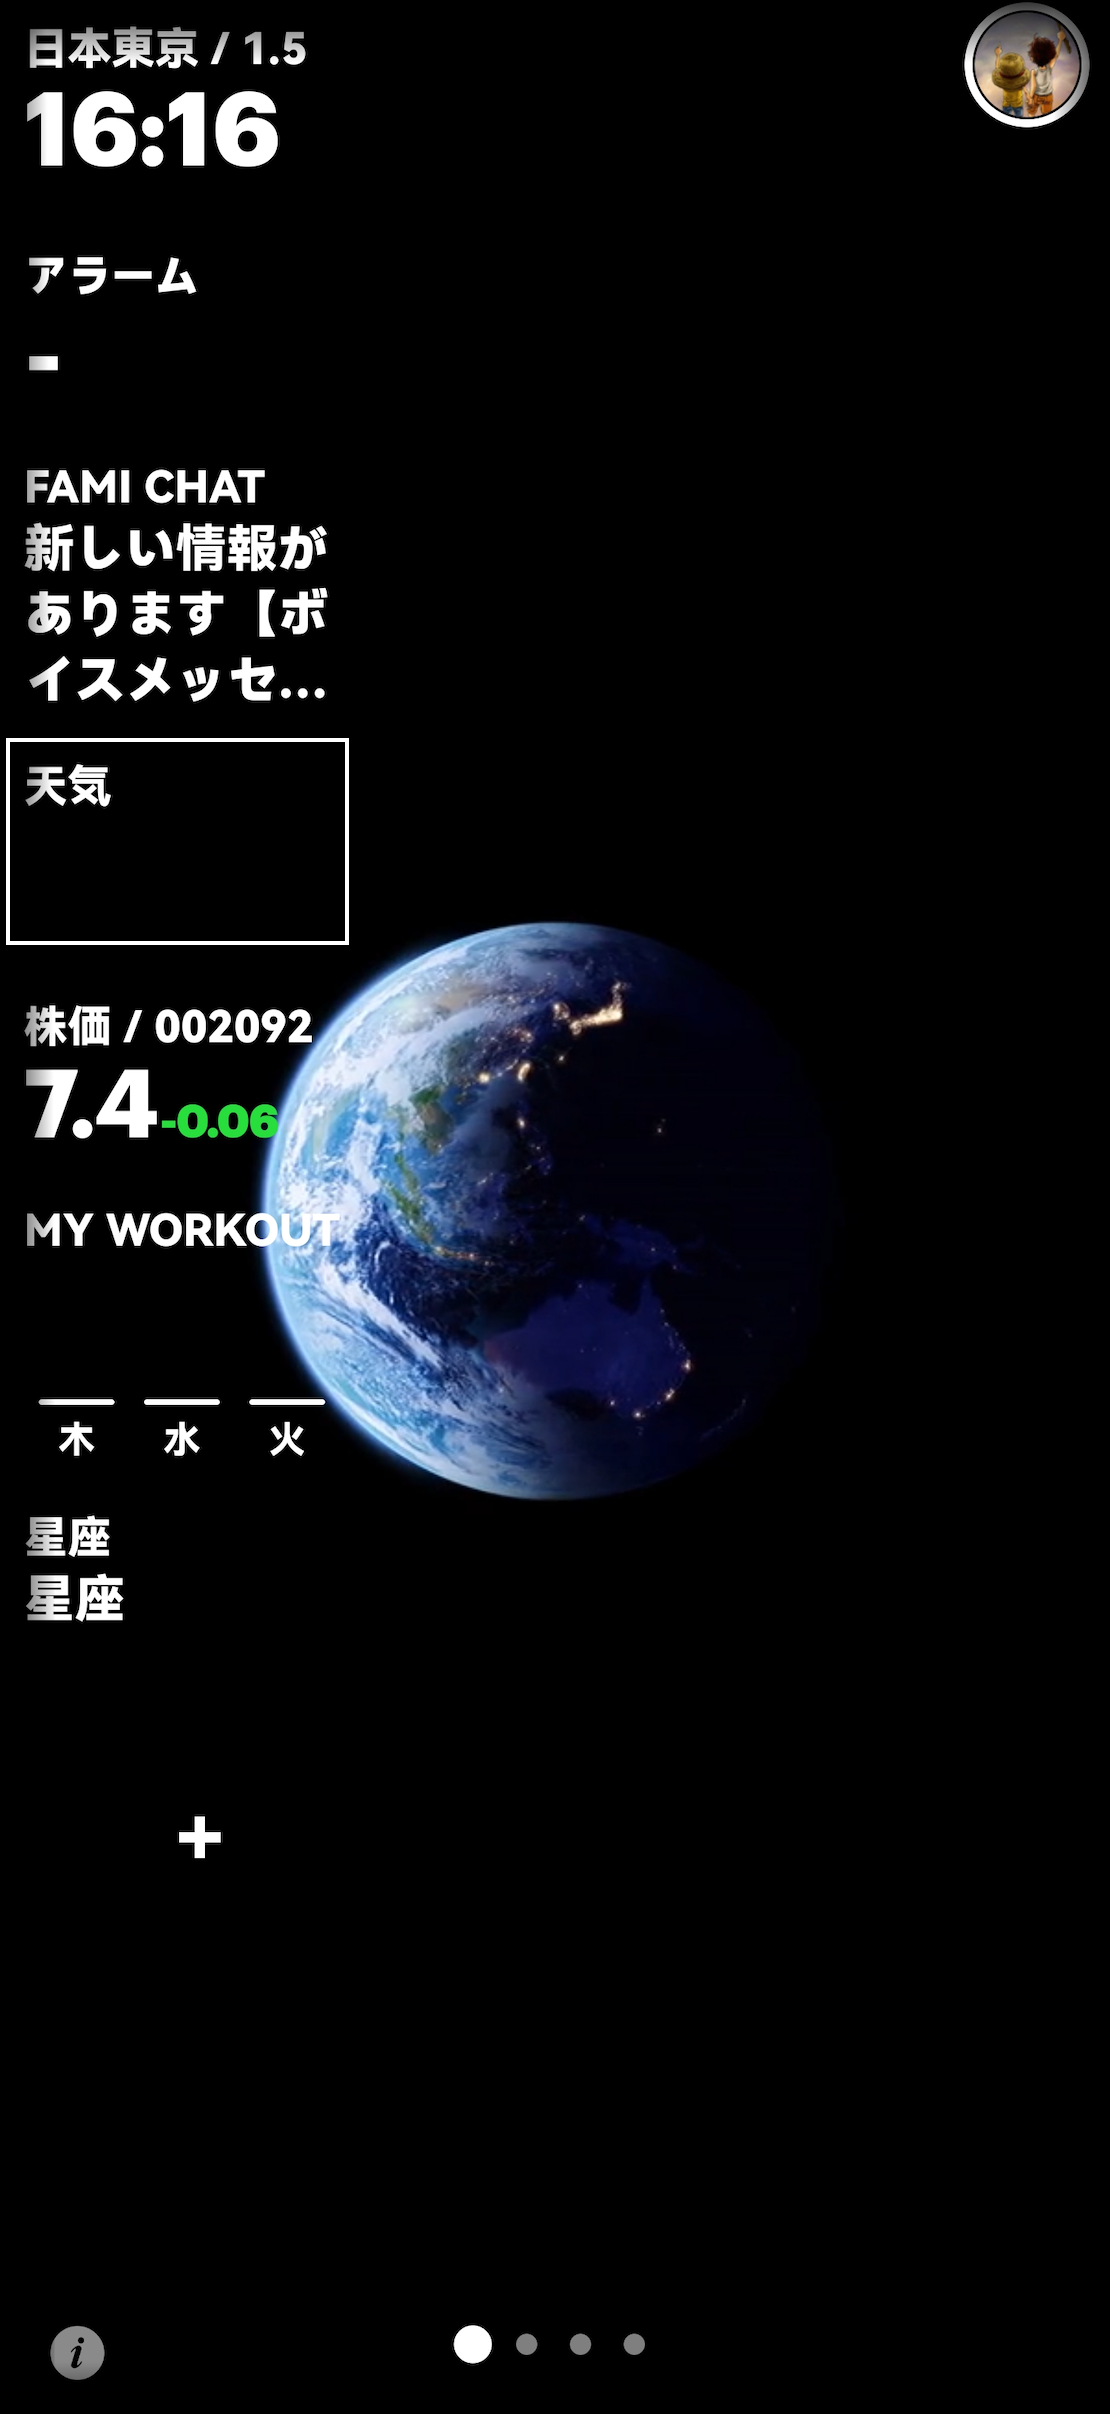 日本東京 / 1.5
16:16
アラーム
-
FAMI CHAT
新しい情報が
あります【ボ
イスメッセ...
天気
株価 / 002092
7.4 -0.06
MY WORKOUT
木 水 火
星座
星座
+
i